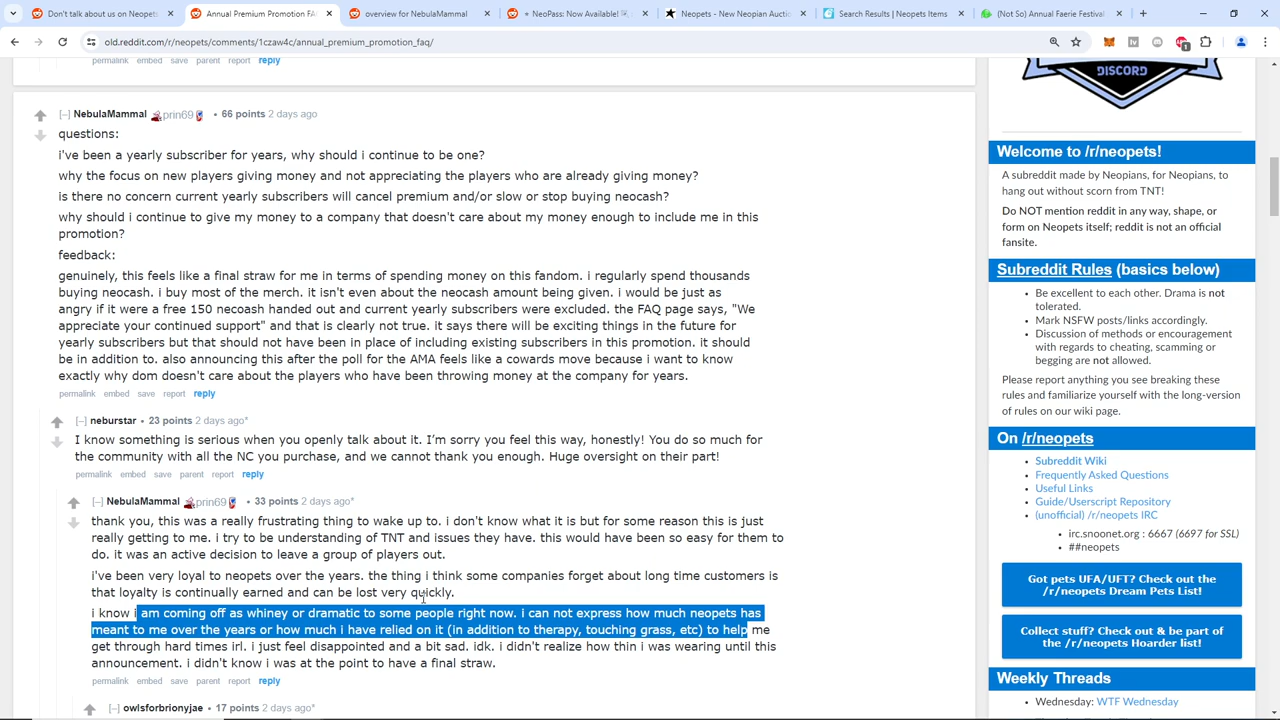 Don't talk about us on Neopets
Annual Premium Promotion FA
overview for NebulaMammal
NeoPass: Now Available!
Neopets - New Neopian Auctio
Search Results | Neopets Items
(Not So) Annual Faerie Festival
old.reddit.com/r/neopets/comments/1czaw4c/annual_premium_promotion_faq/
permalink embed save parent report reply
[–] NebulaMammal prin69 • 66 points 2 days ago
questions:
i've been a yearly subscriber for years, why should i continue to be one?
why the focus on new players giving money and not appreciating the players who are already giving money?
is there no concern current yearly subscribers will cancel premium and/or slow or stop buying neocash?
why should i continue to give my money to a company that doesn't care about my money enough to include me in this
promotion?
feedback:
genuinely, this feels like a final straw for me in terms of spending money on this fandom. i regularly spend thousands
buying neocash. i buy most of the merch. it isn't even about the neocash amount being given. i would be just as
angry if it were a free 150 necoash handed out and current yearly subscribers were excluded. the FAQ page says, "We
appreciate your continued support" and that is clearly not true. it says there will be exciting things in the future for
yearly subscribers but that should not have been in place of including existing subscribers in this promotion. it should
be in addition to. also announcing this after the poll for the AMA feels like a cowards move because i want to know
exactly why dom doesn't care about the players who have been throwing money at the company for years.
permalink embed save report reply
[–] neburstar • 23 points 2 days ago*
I know something is serious when you openly talk about it. I'm sorry you feel this way, honestly! You do so much for
the community with all the NC you purchase, and we cannot thank you enough. Huge oversight on their part!
permalink embed save parent report reply
[–] NebulaMammal prin69 • 33 points 2 days ago*
thank you, this was a really frustrating thing to wake up to. i don't know what it is but for some reason this is just
really getting to me. i try to be understanding of TNT and issues they have. this would have been so easy for them to
do. it was an active decision to leave a group of players out.
i've been very loyal to neopets over the years. the thing i think some companies forget about long time customers is
that loyalty is continually earned and can be lost very quickly.
i know i am coming off as whiney or dramatic to some people right now. i can not express how much neopets has
meant to me over the years or how much i have relied on it (in addition to therapy, touching grass, etc) to help me
get through hard times irl. i just feel disappointed and a bit sad. idk. i didn't realize how thin i was wearing until this
announcement. i didn't know i was at the point to have a final straw.
permalink embed save parent report reply
[–] owlsforbrionyjae • 17 points 2 days ago*
DISCORD
Welcome to /r/neopets!
A subreddit made by Neopians, for Neopians, to
hang out without scorn from TNT!
Do NOT mention reddit in any way, shape, or
form on Neopets itself; reddit is not an official
fansite.
Subreddit Rules (basics below)
Be excellent to each other. Drama is not
tolerated.
Mark NSFW posts/links accordingly.
Discussion of methods or encouragement
with regards to cheating, scamming or
begging are not allowed.
Please report anything you see breaking these
rules and familiarize yourself with the long-version
of rules on our wiki page.
On /r/neopets
Subreddit Wiki
Frequently Asked Questions
Useful Links
Guide/Userscript Repository
(unofficial) /r/neopets IRC
irc.snoonet.org : 6667 (6697 for SSL)
##neopets
Got pets UFA/UFT? Check out the
/r/neopets Dream Pets List!
Collect stuff? Check out & be part of
the /r/neopets Hoarder list!
Weekly Threads
Wednesday: WTF Wednesday